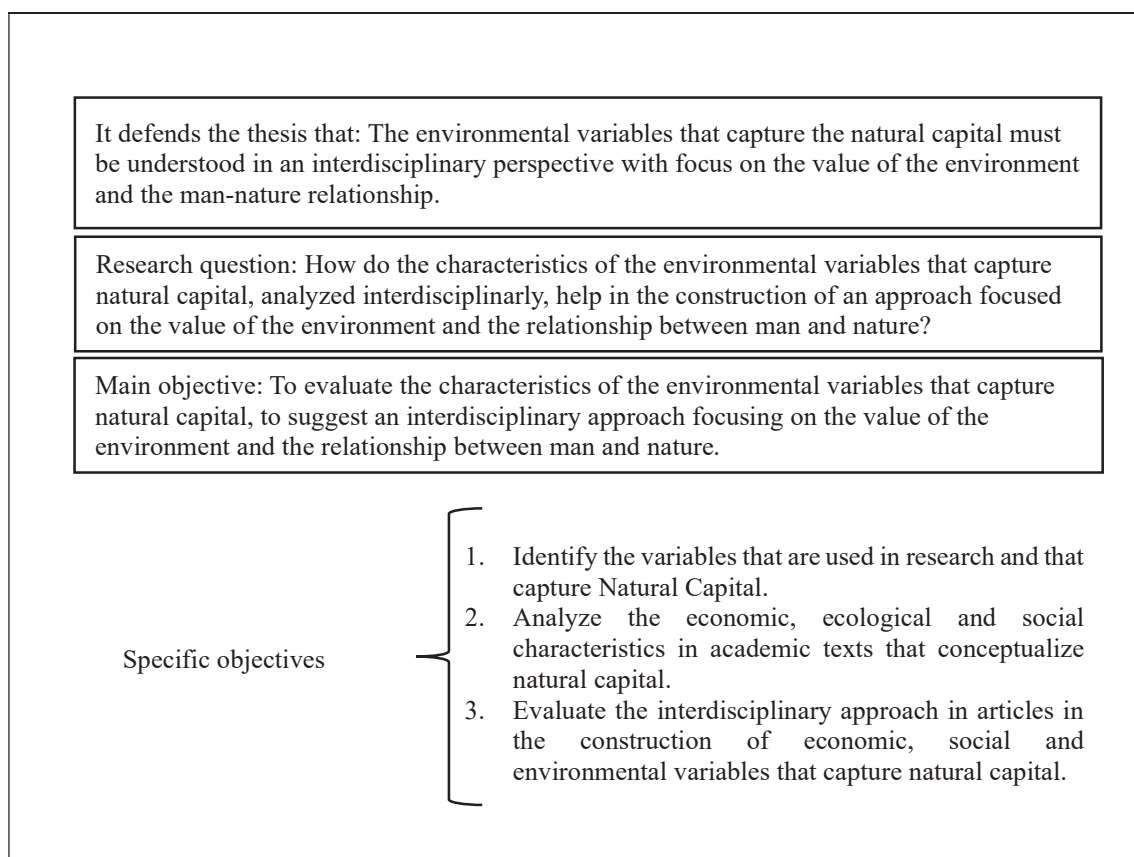 It defends the thesis that: The environmental variables that capture the natural capital must
be understood in an interdisciplinary perspective with focus on the value of the environment
and the man-nature relationship.
Research question: How do the characteristics of the environmental variables that capture
natural capital, analyzed interdisciplinarly, help in the construction of an approach focused
on the value of the environment and the relationship between man and nature?
Main objective: To evaluate the characteristics of the environmental variables that capture
natural capital, to suggest an interdisciplinary approach focusing on the value of the
environment and the relationship between man and nature.
Specific objectives
1. Identify the variables that are used in research and that
capture Natural Capital.
2. Analyze the economic, ecological and social
characteristics in academic texts that conceptualize
natural capital.
3. Evaluate the interdisciplinary approach in articles in
the construction of economic, social and
environmental variables that capture natural capital.